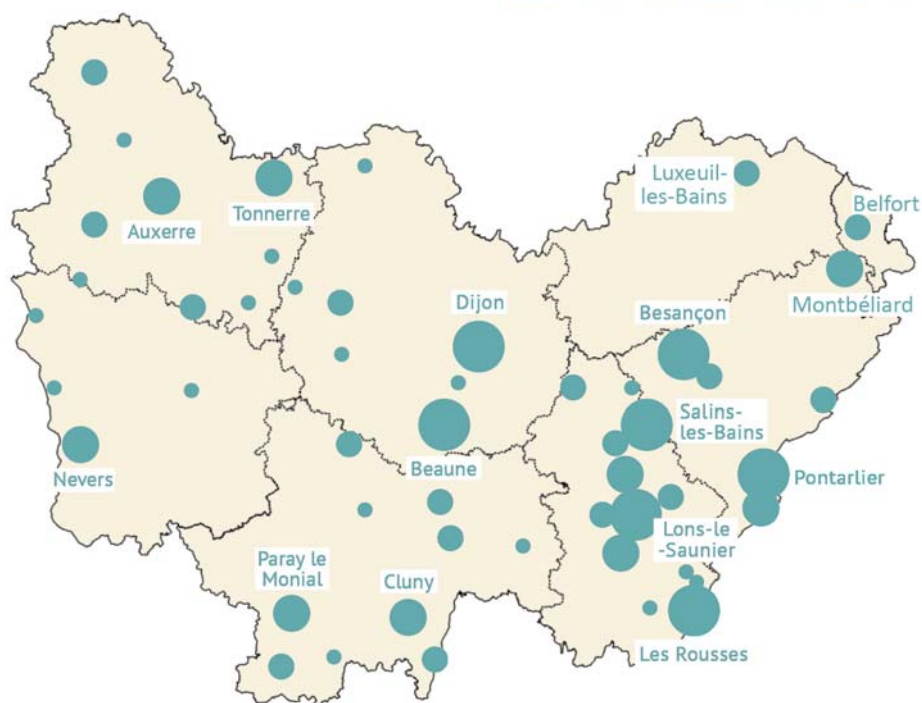 Luxeuil-
les-Bains
Belfort
Tonnerre
Auxerre
Montbéliard
Dijon
Besançon
Salins-
les-Bains
Beaune
Nevers
Pontarlier
Lons-le
-Saunier
Paray le
Monial
Cluny
Les Rousses